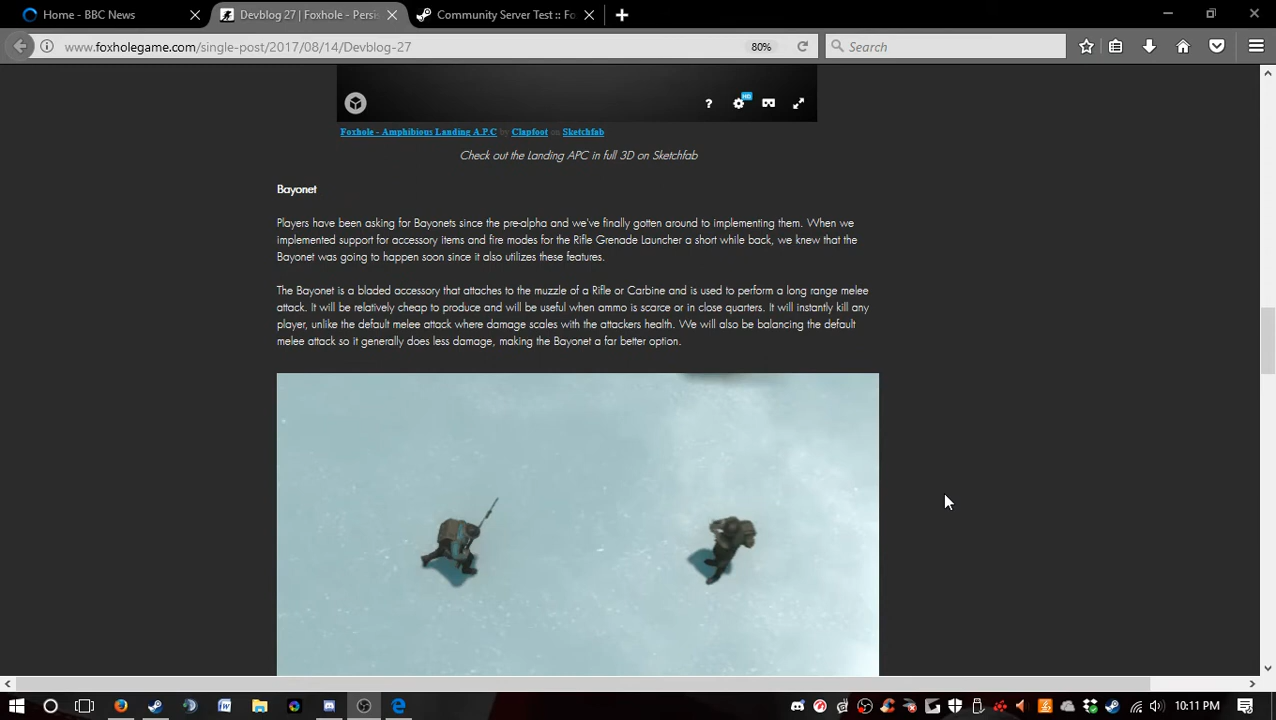 Home - BBC News
Devblog 27 | Foxhole - Persi
Community Server Test :: Fo
www.foxholegame.com/single-post/2017/08/14/Devblog-27
80%
Search
? HD
Foxhole - Amphibious Landing A.P.C by Clapfoot on Sketchfab
Check out the Landing APC in full 3D on Sketchfab
Bayonet
Players have been asking for Bayonets since the pre-alpha and we've finally gotten around to implementing them. When we
implemented support for accessory items and fire modes for the Rifle Grenade Launcher a short while back, we knew that the
Bayonet was going to happen soon since it also utilizes these features.
The Bayonet is a bladed accessory that attaches to the muzzle of a Rifle or Carbine and is used to perform a long range melee
attack. It will be relatively cheap to produce and will be useful when ammo is scarce or in close quarters. It will instantly kill any
player, unlike the default melee attack where damage scales with the attackers health. We will also be balancing the default
melee attack so it generally does less damage, making the Bayonet a far better option.
10:11 PM